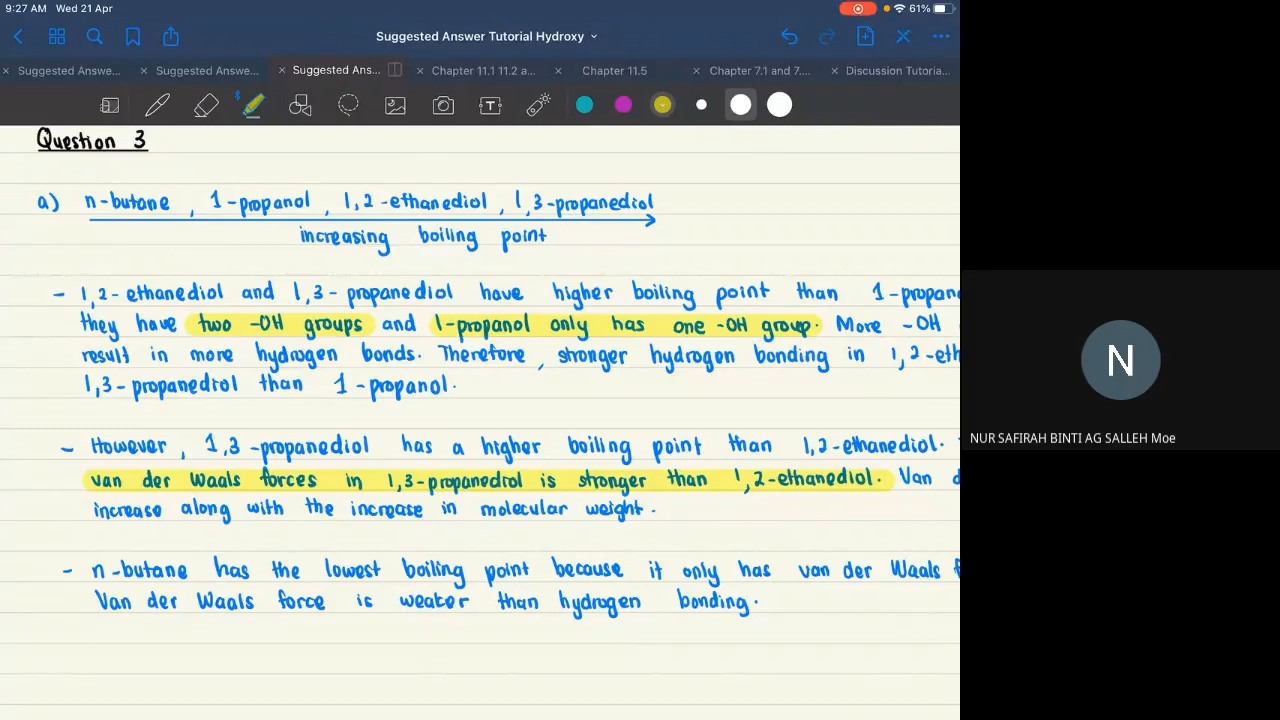 9:27 AM Wed 21 Apr
61%
Suggested Answer Tutorial Hydroxy
Suggested Answe...
Suggested Answe...
Suggested Ans...
Chapter 11.1 11.2 a...
Chapter 11.5
Chapter 7.1 and 7....
Discussion Tutoria...
Question 3
a) n-butane , 1-propanol , 1,2-ethanediol , 1,3-propanediol
increasing boiling point
- 1,2-ethanediol and 1,3-propanediol have higher boiling point than 1-propan
they have two -OH groups and 1-propanol only has one -OH group. More -OH
result in more hydrogen bonds. Therefore, stronger hydrogen bonding in 1,2-eth
1,3-propanediol than 1-propanol.
- However, 1,3-propanediol has a higher boiling point than 1,2-ethanediol.
van der Waals forces in 1,3-propanediol is stronger than 1,2-ethanediol. Van d
increase along with the increase in molecular weight.
- n-butane has the lowest boiling point because it only has van der Waals f
Van der Waals force is weaker than hydrogen bonding.
N
NUR SAFIRAH BINTI AG SALLEH Moe